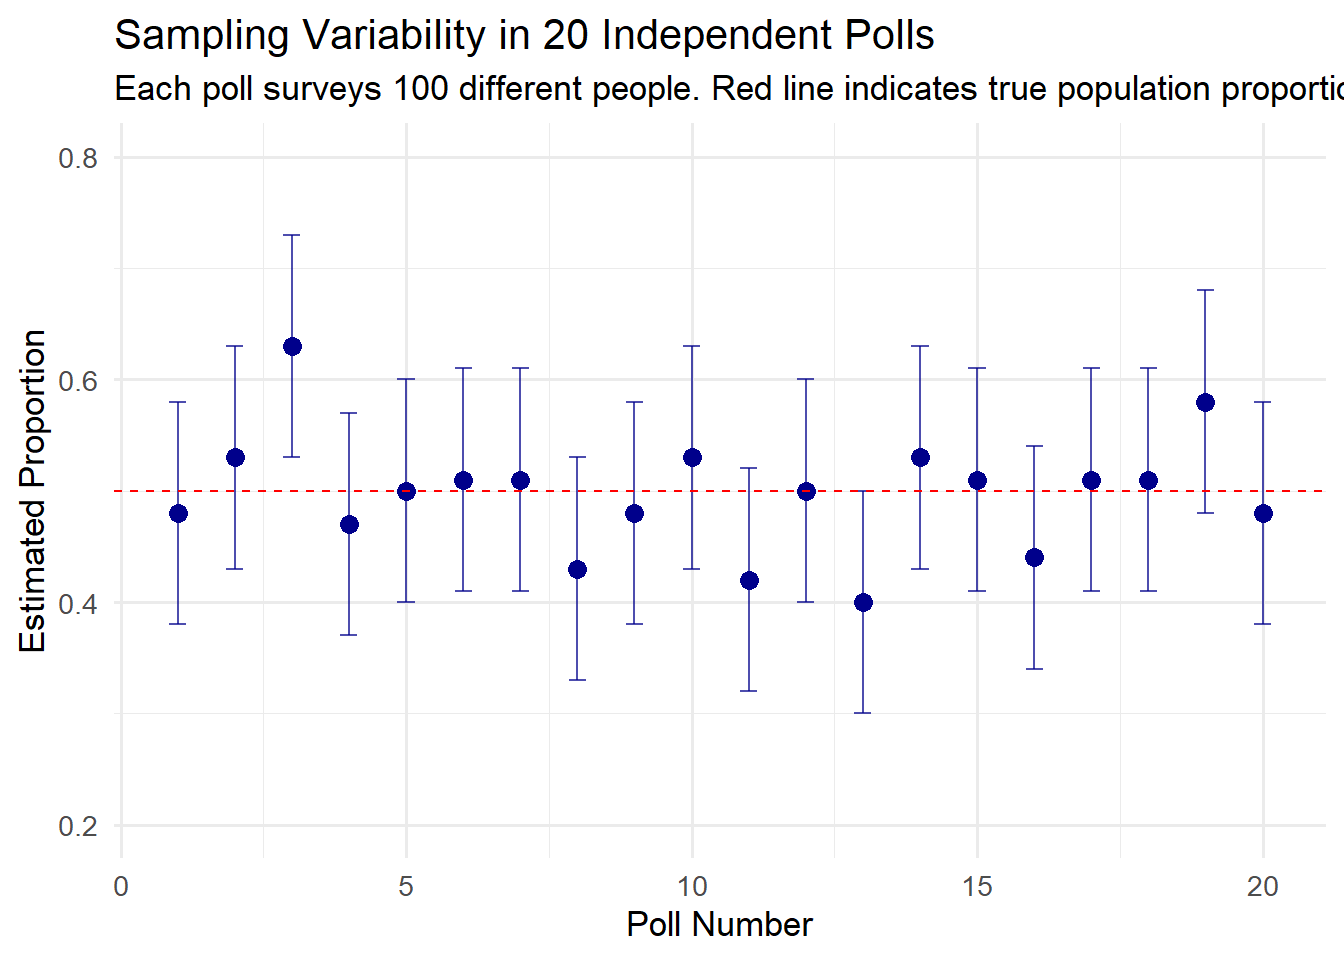 Sampling Variability in 20 Independent Polls
Each poll surveys 100 different people. Red line indicates true population proportio
0.8
0.6
0.4
0.2
Estimated Proportion
0
5
10
15
20
Poll Number